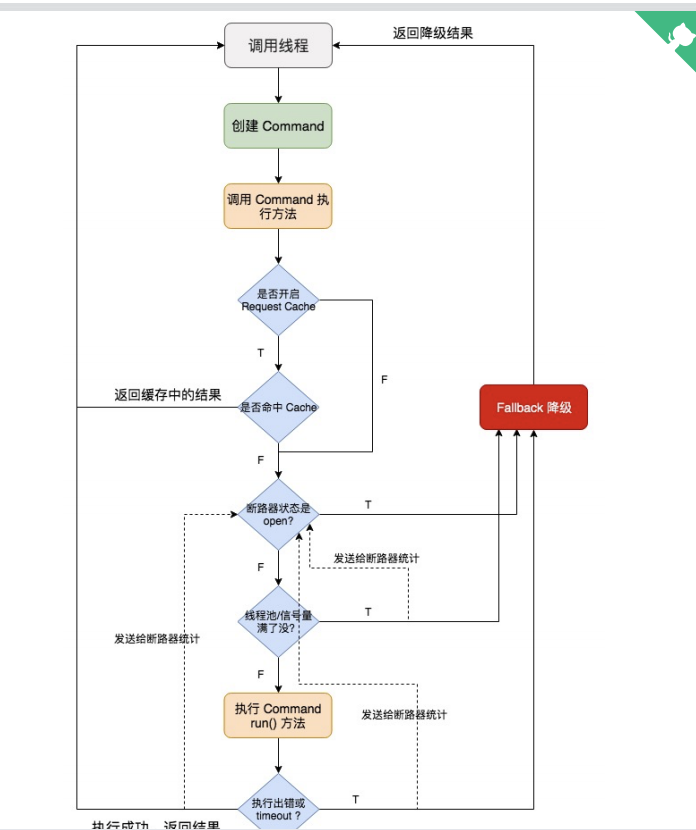 返回降级结果
调用线程
创建 Command
调用 Command 执
行方法
是否开启
Request Cache
T
F
返回缓存中的结果
是否命中 Cache
Fallback 降级
F
断路器状态是
open?
T
发送给断路器统计
F
线程池/信号量
满了没?
T
发送给断路器统计
F
执行 Command
run() 方法
发送给断路器统计
执行出错或
timeout ?
T
执行成功，返回结果